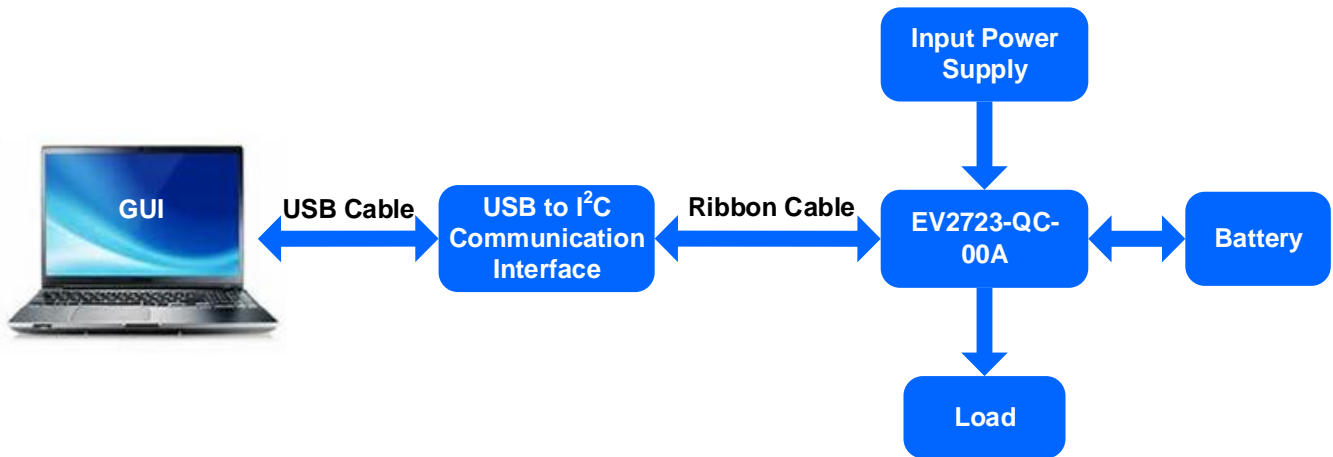 Input Power
Supply
GUI
USB Cable
USB to I²C
Communication
Interface
Ribbon Cable
EV2723-QC-
00A
Battery
Load